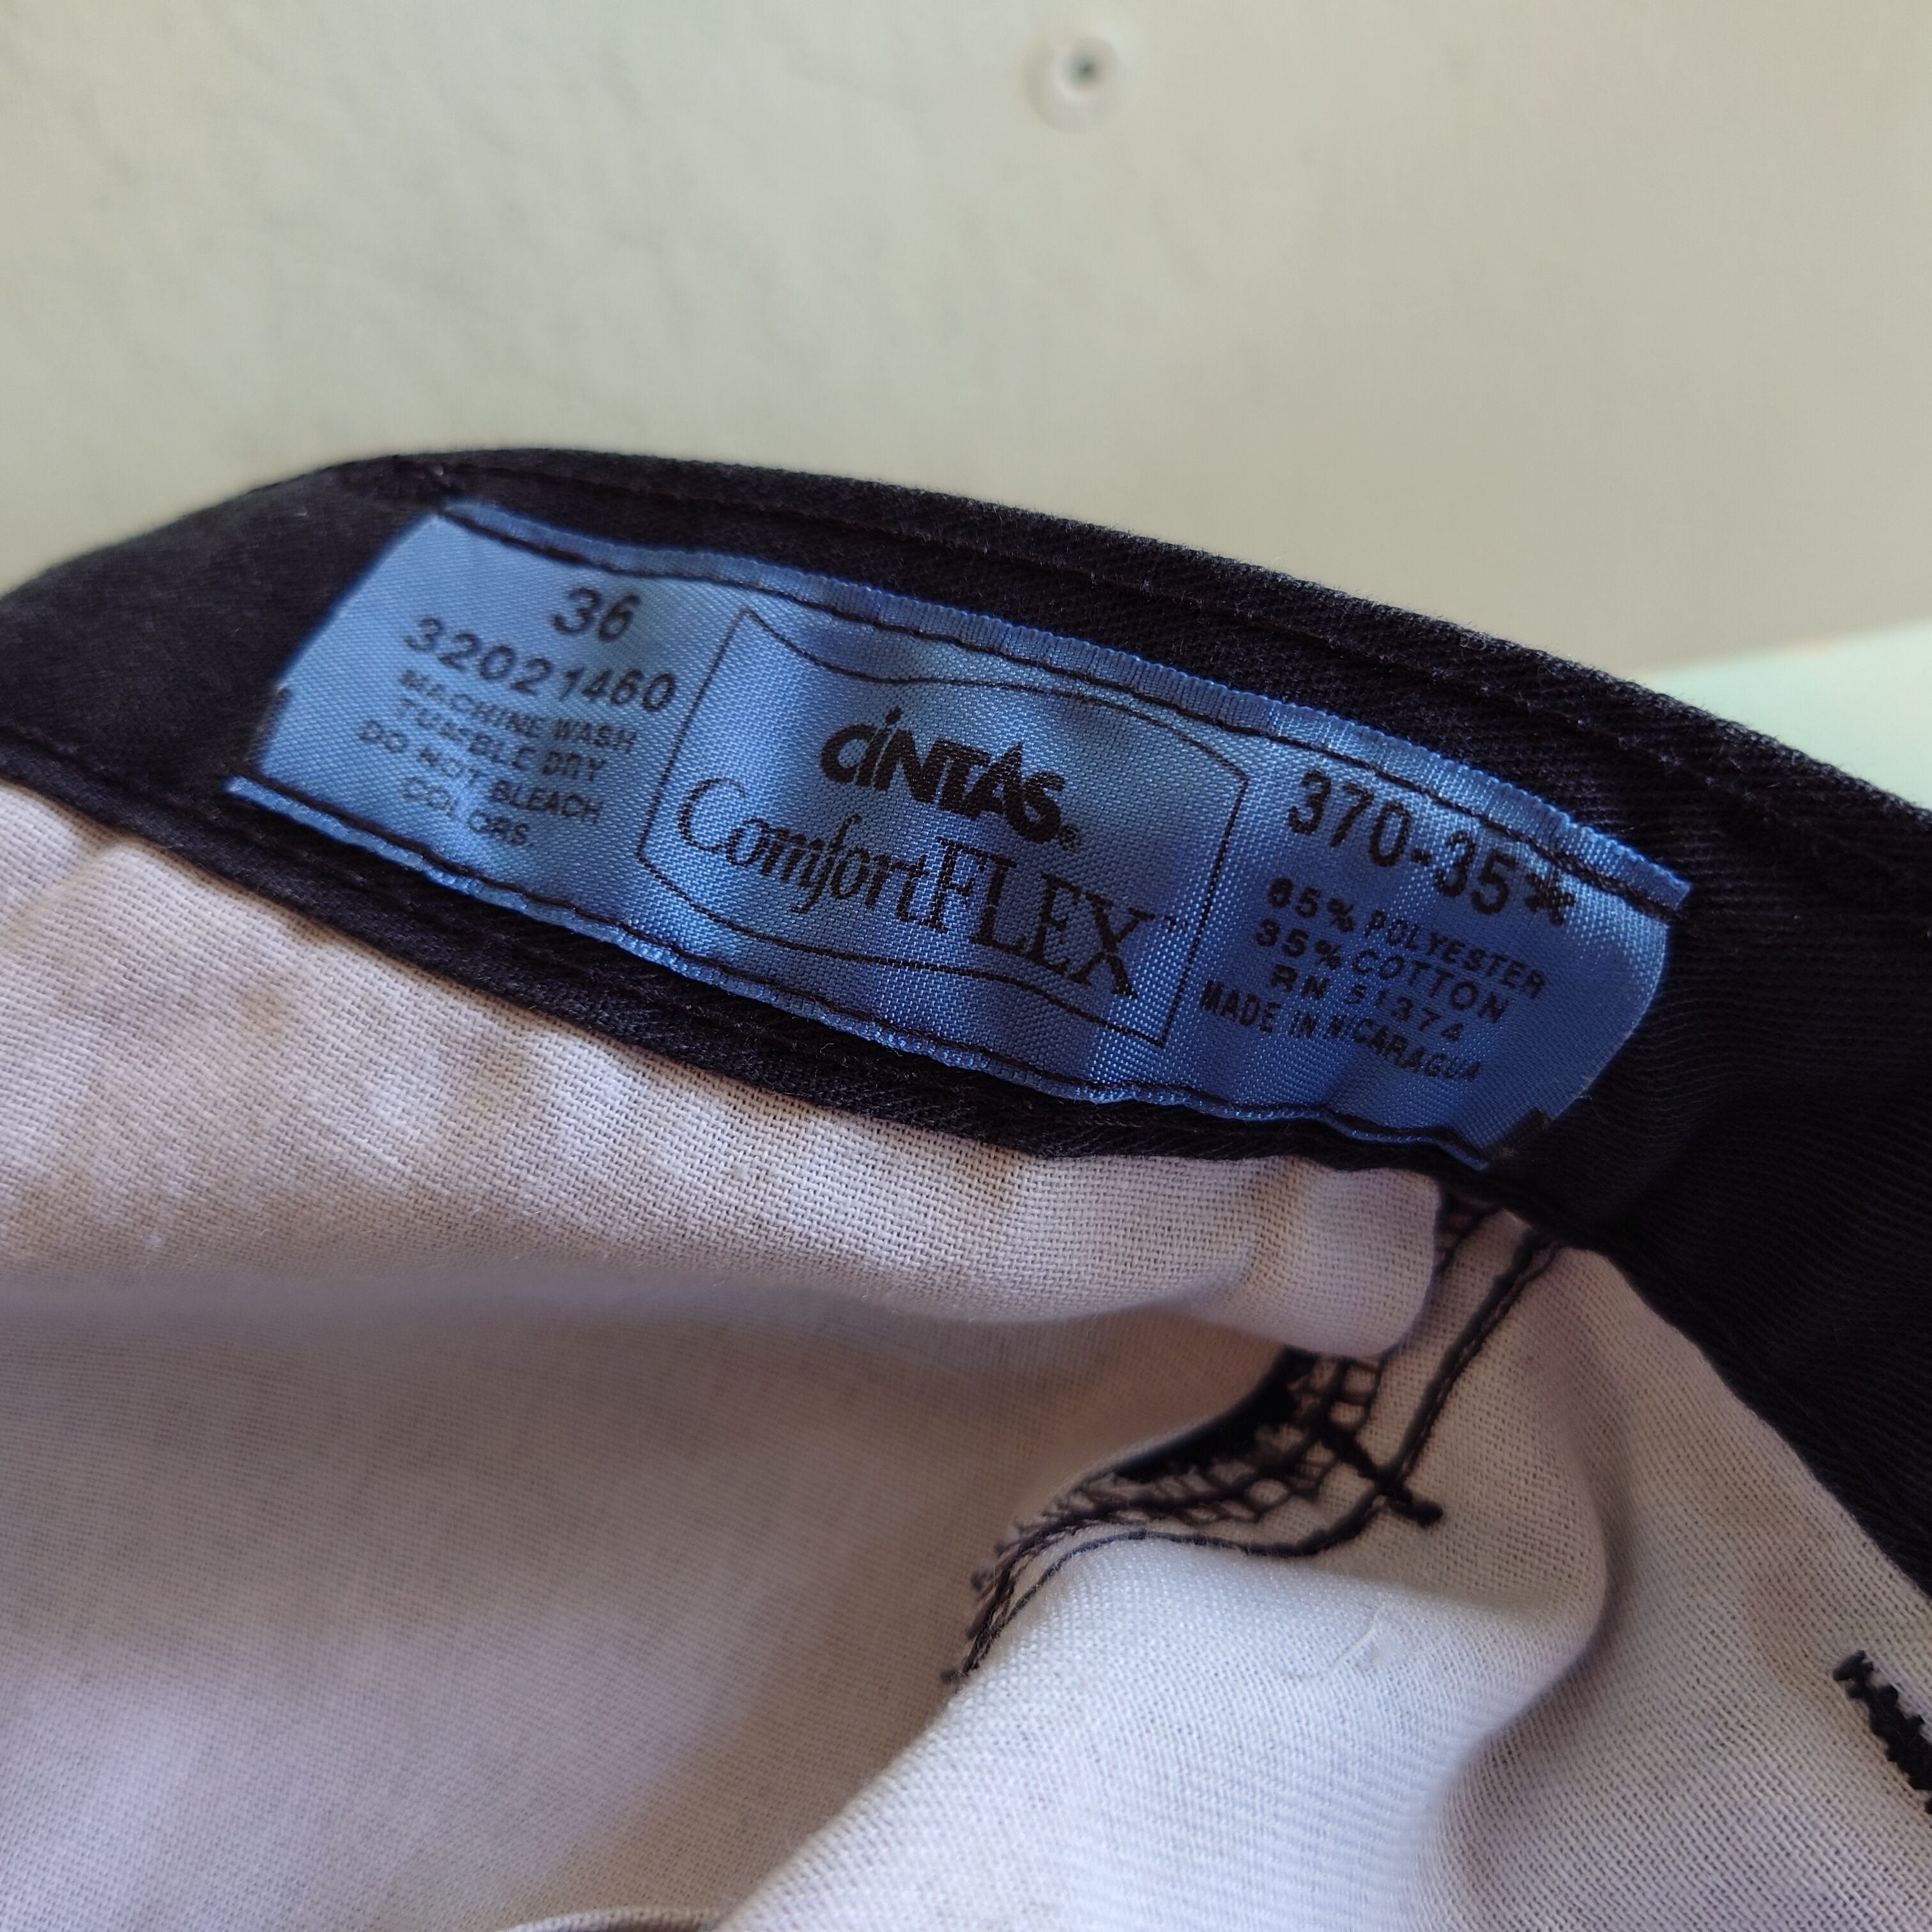 36
32021460
MACHINE WASH
TUMBLE DRY
DO NOT BLEACH
COLORS
CINTAS®
ComfortFLEX™
370-35*
65% POLYESTER
35% COTTON
RN 51374
MADE IN NICARAGUA